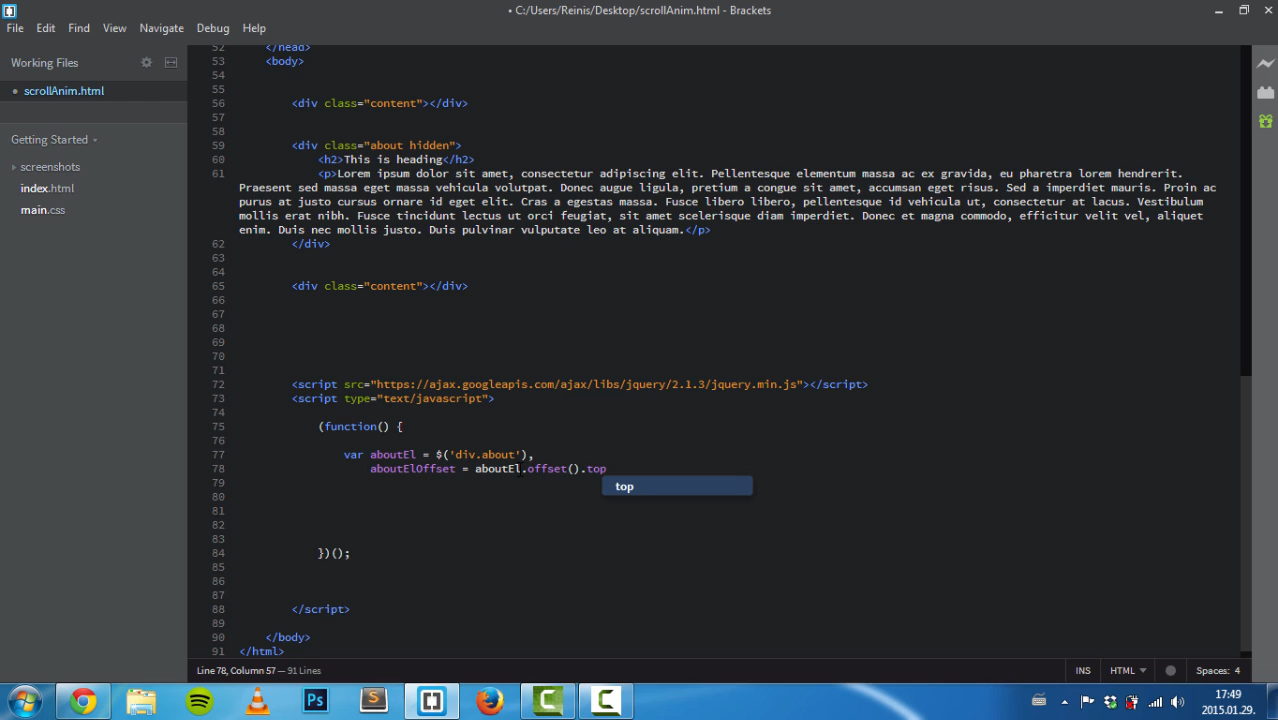 • C:/Users/Reinis/Desktop/scrollAnim.html - Brackets
File Edit Find View Navigate Debug Help
Working Files
• scrollAnim.html
Getting Started
screenshots
index.html
main.css
52 </head>
53 <body>
54
55
56 <div class="content"></div>
57
58
59 <div class="about hidden">
60 <h2>This is heading</h2>
61 <p>Lorem ipsum dolor sit amet, consectetur adipiscing elit. Pellentesque elementum massa ac ex gravida, eu pharetra lorem hendrerit.
Praesent sed massa eget massa vehicula volutpat. Donec augue ligula, pretium a congue sit amet, accumsan eget risus. Sed a imperdiet mauris. Proin ac
purus at justo cursus ornare id eget elit. Cras a egestas massa. Fusce libero libero, pellentesque id vehicula ut, consectetur at lacus. Vestibulum
mollis erat nibh. Fusce tincidunt lectus ut orci feugiat, sit amet scelerisque diam imperdiet. Donec et magna commodo, efficitur velit vel, aliquet
enim. Duis nec mollis justo. Duis pulvinar vulputate leo at aliquam.</p>
62 </div>
63
64
65 <div class="content"></div>
66
67
68
69
70
71
72 <script src="https://ajax.googleapis.com/ajax/libs/jquery/2.1.3/jquery.min.js"></script>
73 <script type="text/javascript">
74
75 (function() {
76
77 var aboutEl = $('div.about'),
78 aboutElOffset = aboutEl.offset().top
top
79
80
81
82
83
84 })();
85
86
87
88 </script>
89
90 </body>
91 </html>
Line 78, Column 57 — 91 Lines
INS HTML Spaces: 4
Ps
17:49
2015.01.29.